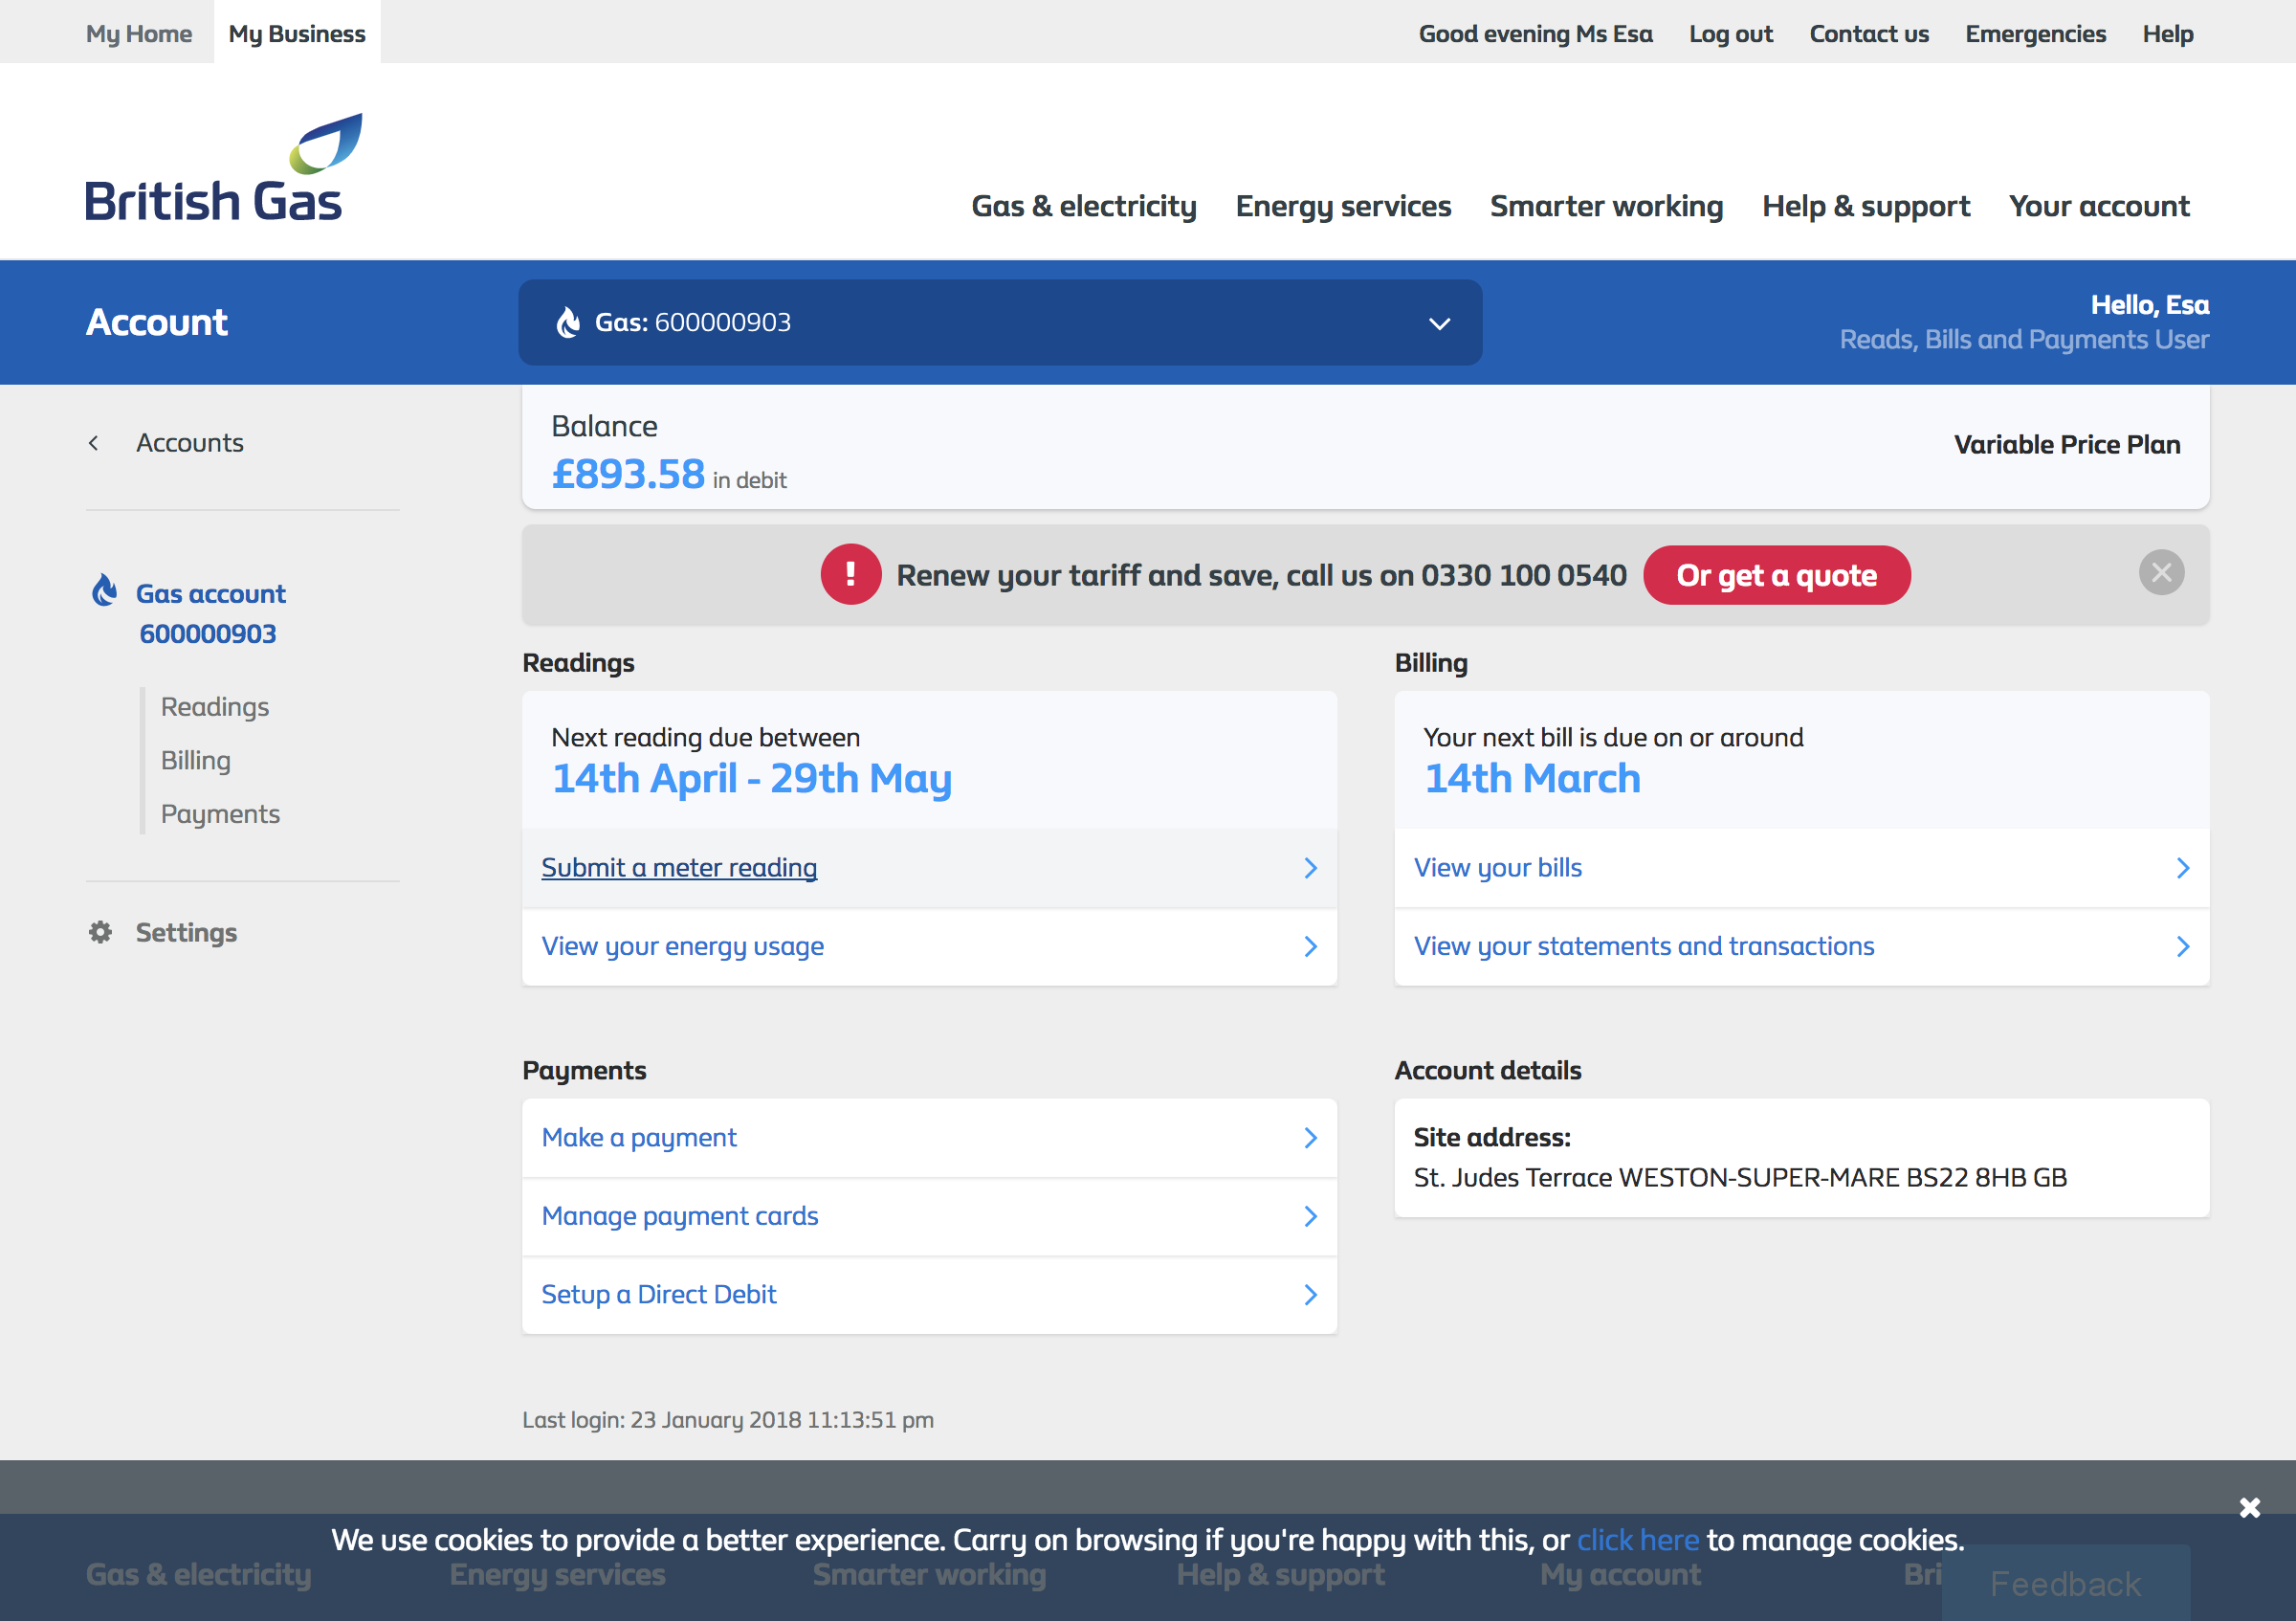 My Home
My Business
Good evening Ms Esa
Log out
Contact us
Emergencies
Help
British Gas
Gas & electricity
Energy services
Smarter working
Help & support
Your account
Account
Gas: 600000903
Hello, Esa
Reads, Bills and Payments User
Accounts
Gas account
600000903
Readings
Billing
Payments
Settings
Balance
£893.58 in debit
Variable Price Plan
! Renew your tariff and save, call us on 0330 100 0540
Or get a quote
Readings
Next reading due between
14th April - 29th May
Submit a meter reading
View your energy usage
Billing
Your next bill is due on or around
14th March
View your bills
View your statements and transactions
Payments
Make a payment
Manage payment cards
Setup a Direct Debit
Account details
Site address:
St. Judes Terrace WESTON-SUPER-MARE BS22 8HB GB
Last login: 23 January 2018 11:13:51 pm
We use cookies to provide a better experience. Carry on browsing if you're happy with this, or click here to manage cookies.
Gas & electricity
Energy services
Smarter working
Help & support
My account
Bri
Feedback